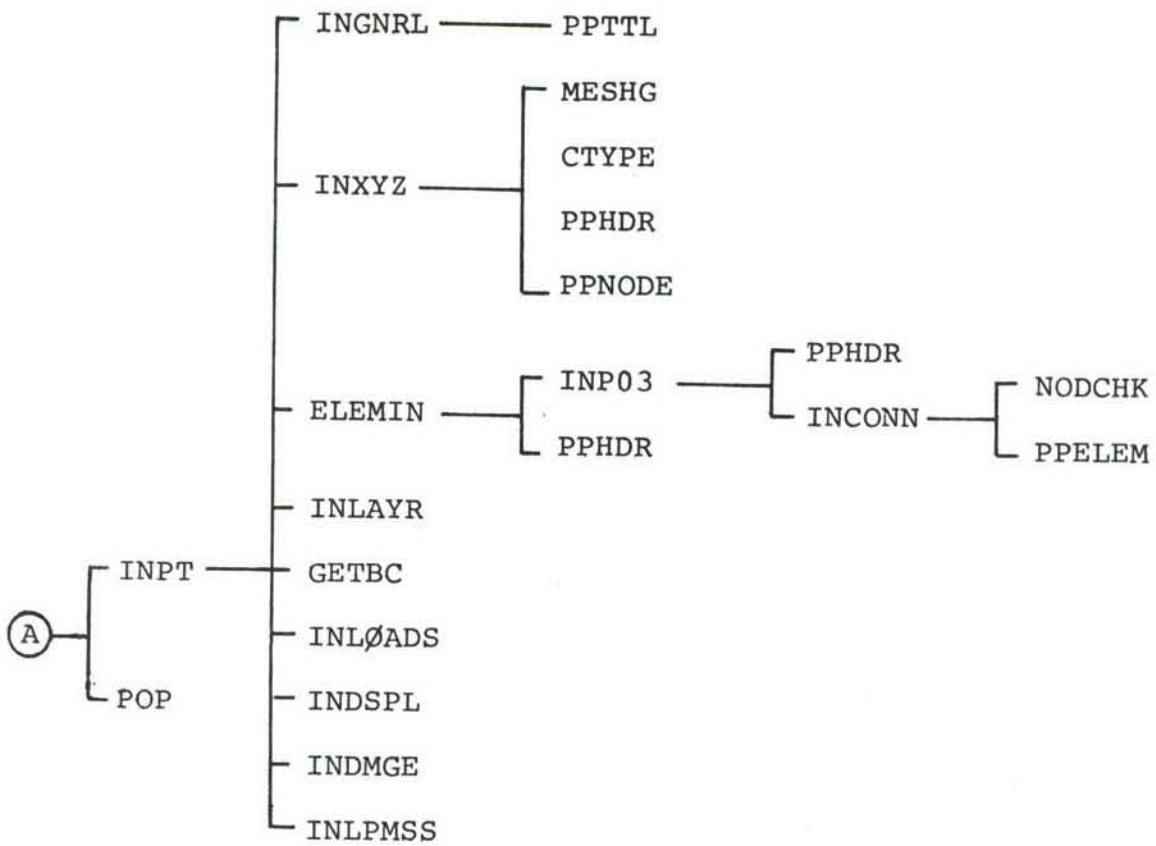 INGNRL PPTTL
MESHG
CTYPE
INXYZ
PPHDR
PPNODE
PPHDR
INP03
NODCHK
ELEMIN
INCONN
PPHDR
PPELEM
INLAYR
INPT
GETBC
A
INLØADS
POP
INDSPL
INDMGE
INLPMSS